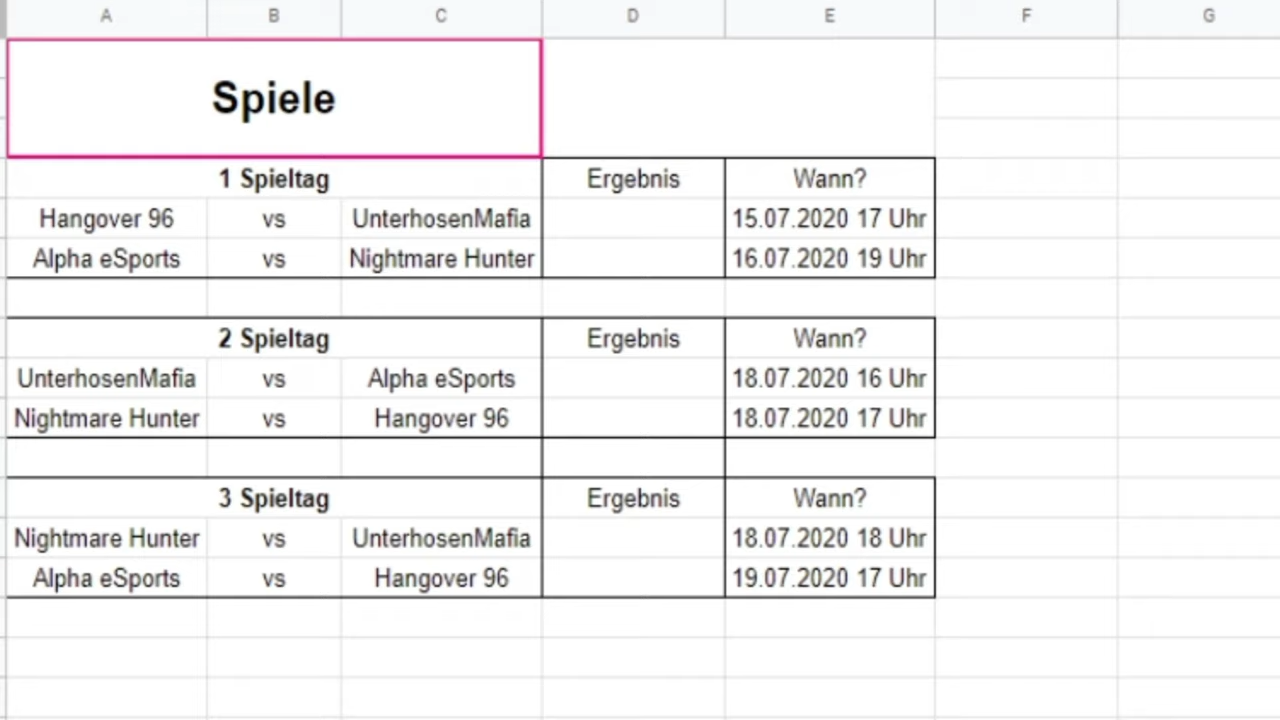 A B C D E F G
Spiele
1 Spieltag Ergebnis Wann?
Hangover 96 vs UnterhosenMafia 15.07.2020 17 Uhr
Alpha eSports vs Nightmare Hunter 16.07.2020 19 Uhr
2 Spieltag Ergebnis Wann?
UnterhosenMafia vs Alpha eSports 18.07.2020 16 Uhr
Nightmare Hunter vs Hangover 96 18.07.2020 17 Uhr
3 Spieltag Ergebnis Wann?
Nightmare Hunter vs UnterhosenMafia 18.07.2020 18 Uhr
Alpha eSports vs Hangover 96 19.07.2020 17 Uhr